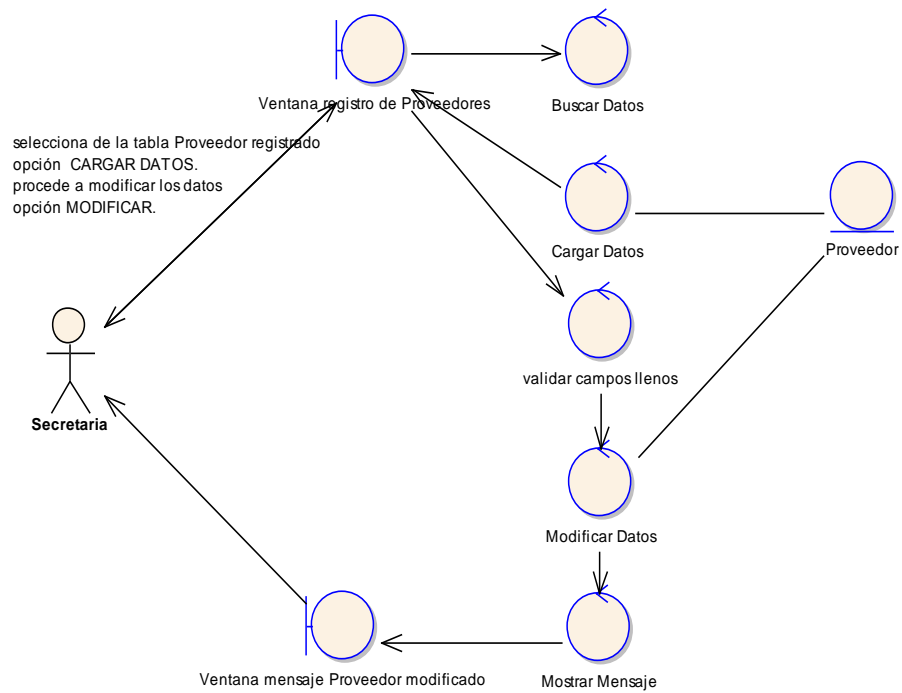 Ventana registro de Proveedores
Buscar Datos
selecciona de la tabla Proveedor registrado
opción CARGAR DATOS.
procede a modificar los datos
opción MODIFICAR.
Cargar Datos
Proveedor
validar campos llenos
Secretaria
Modificar Datos
Ventana mensaje Proveedor modificado
Mostrar Mensaje